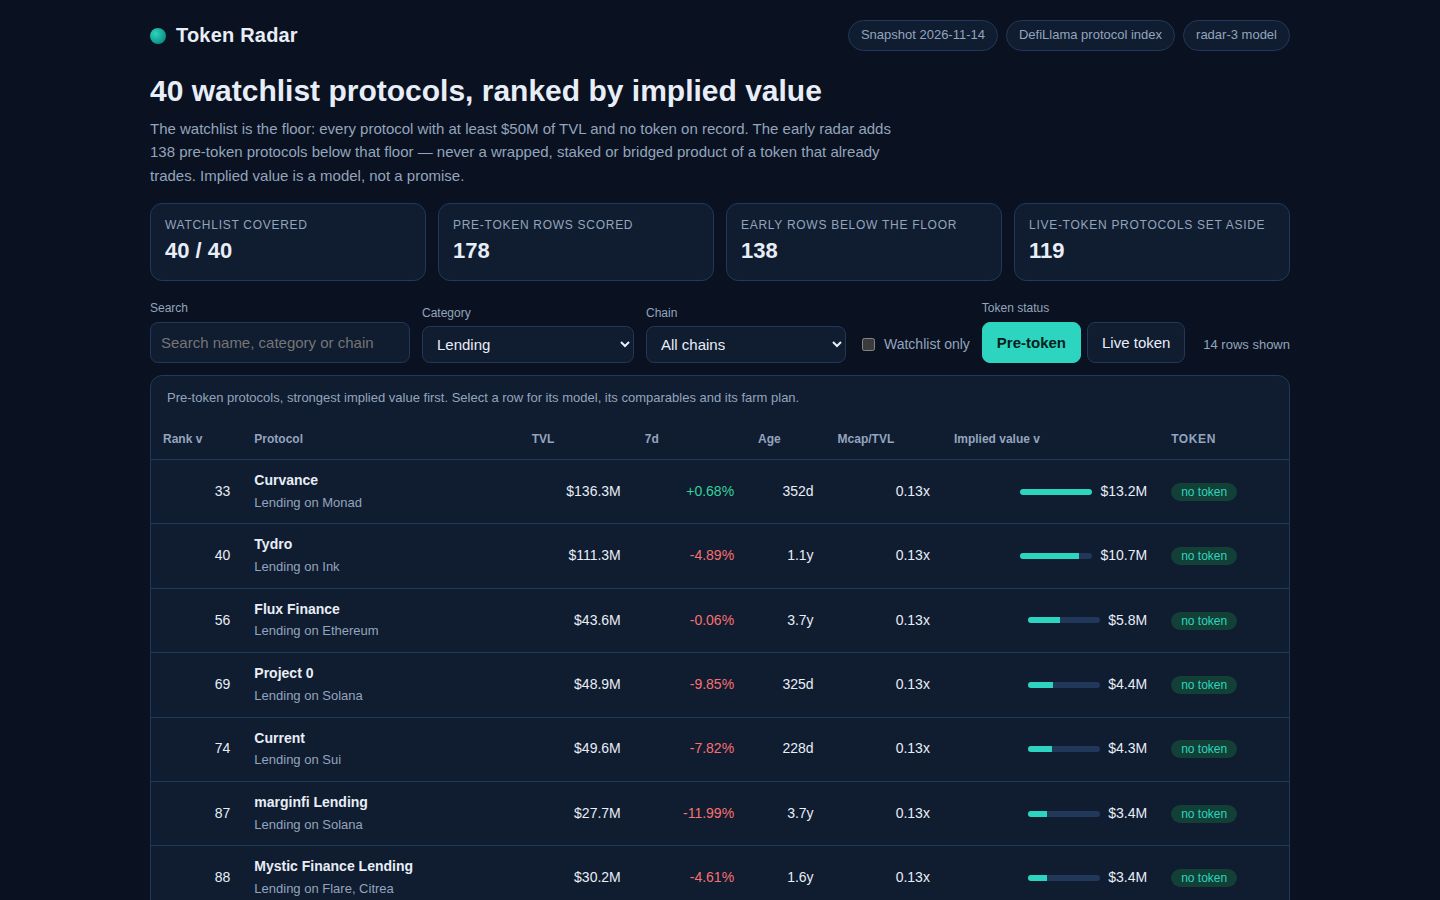 Token Radar
Snapshot 2026-11-14
DefiLlama protocol index
radar-3 model
40 watchlist protocols, ranked by implied value
The watchlist is the floor: every protocol with at least $50M of TVL and no token on record. The early radar adds
138 pre-token protocols below that floor — never a wrapped, staked or bridged product of a token that already
trades. Implied value is a model, not a promise.
WATCHLIST COVERED
40 / 40
PRE-TOKEN ROWS SCORED
178
EARLY ROWS BELOW THE FLOOR
138
LIVE-TOKEN PROTOCOLS SET ASIDE
119
Search
Search name, category or chain
Category
Lending
Chain
All chains
Watchlist only
Token status
Pre-token
Live token
14 rows shown
Pre-token protocols, strongest implied value first. Select a row for its model, its comparables and its farm plan.
Rank v Protocol TVL 7d Age Mcap/TVL Implied value v TOKEN
33 Curvance $136.3M +0.68% 352d 0.13x $13.2M no token
Lending on Monad
40 Tydro $111.3M -4.89% 1.1y 0.13x $10.7M no token
Lending on Ink
56 Flux Finance $43.6M -0.06% 3.7y 0.13x $5.8M no token
Lending on Ethereum
69 Project 0 $48.9M -9.85% 325d 0.13x $4.4M no token
Lending on Solana
74 Current $49.6M -7.82% 228d 0.13x $4.3M no token
Lending on Sui
87 marginfi Lending $27.7M -11.99% 3.7y 0.13x $3.4M no token
Lending on Solana
88 Mystic Finance Lending $30.2M -4.61% 1.6y 0.13x $3.4M no token
Lending on Flare, Citrea